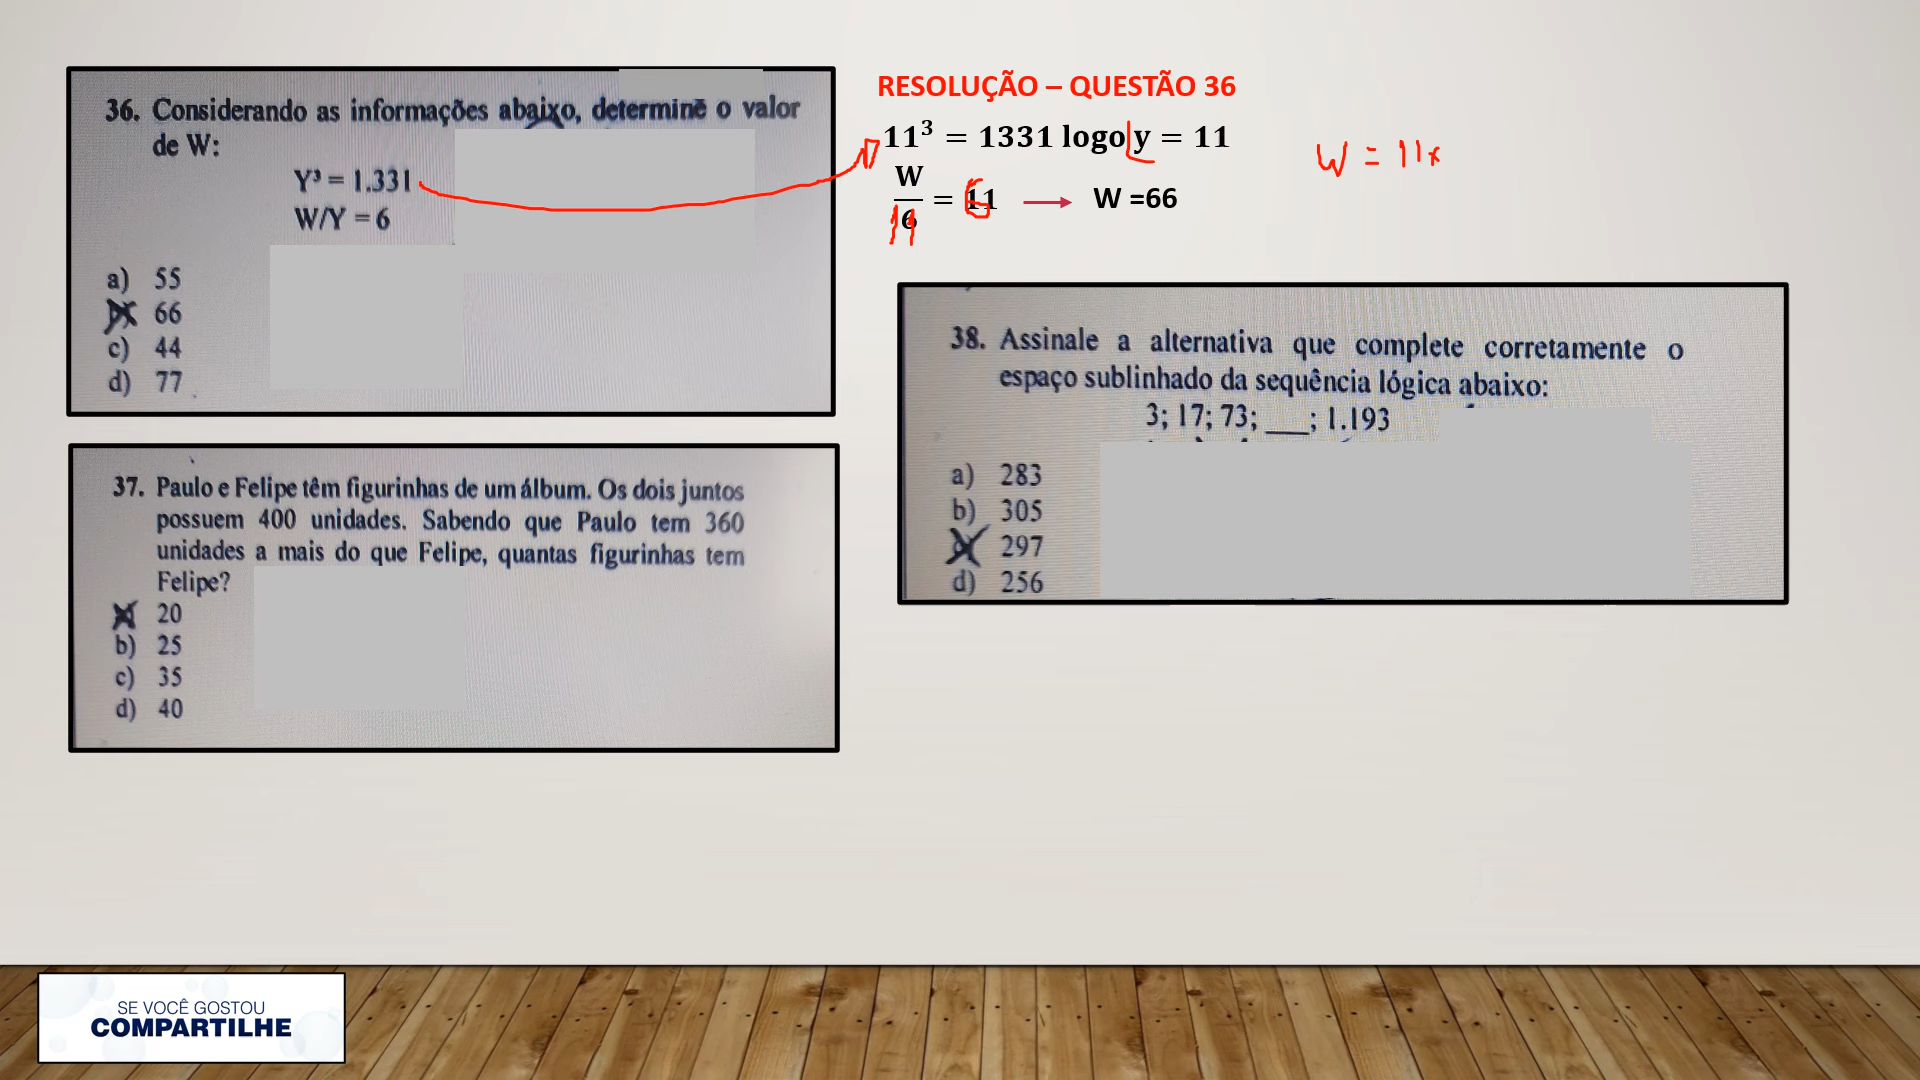 36. Considerando as informações abaixo, determine o valor
de W:
Y³ = 1.331
W/Y = 6
a) 55
66
c) 44
d) 77
37. Paulo e Felipe têm figurinhas de um álbum. Os dois juntos
possuem 400 unidades. Sabendo que Paulo tem 360
unidades a mais do que Felipe, quantas figurinhas tem
Felipe?
20
b) 25
c) 35
d) 40
RESOLUÇÃO – QUESTÃO 36
11³ = 1331 logo y = 11
W/6 = 11 → W =66
11
6
W = 11x
38. Assinale a alternativa que complete corretamente o
espaço sublinhado da sequência lógica abaixo:
3; 17; 73; ___; 1.193
a) 283
b) 305
297
d) 256
SE VOCÊ GOSTOU
COMPARTILHE